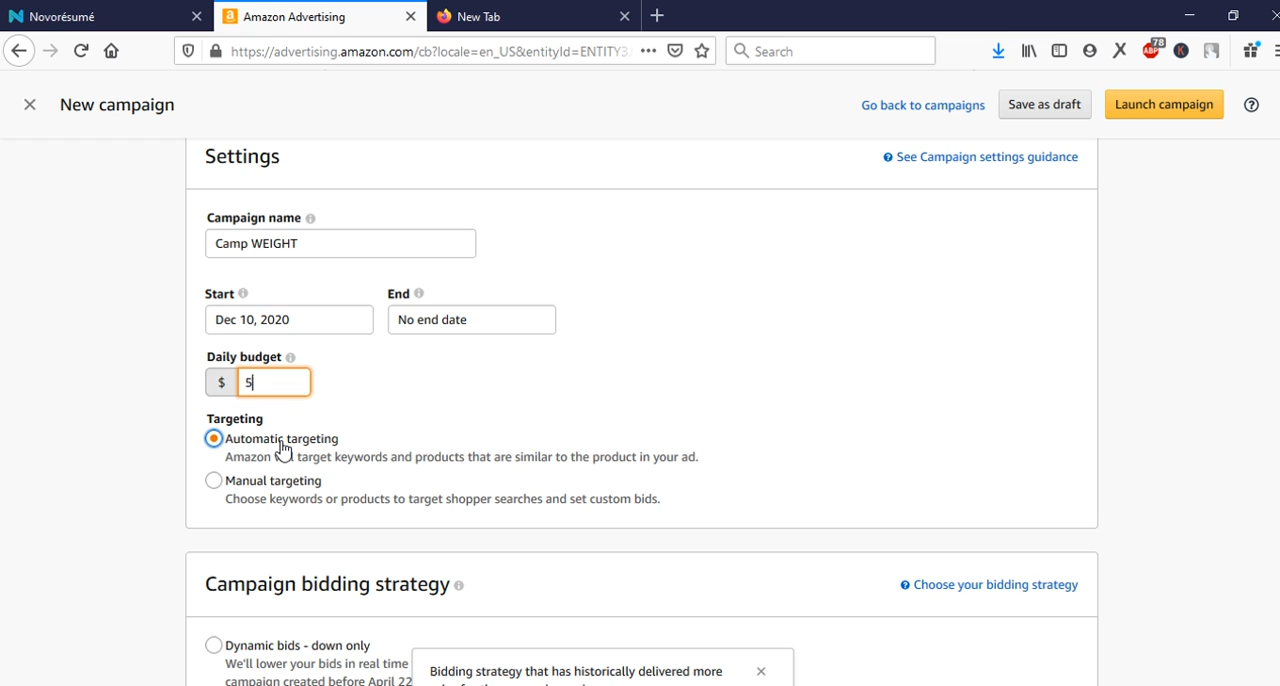 Novorésumé
Amazon Advertising
New Tab
https://advertising.amazon.com/cb?locale=en_US&entityId=ENTITY3
Search
78
New campaign
Go back to campaigns
Save as draft
Launch campaign
Settings
See Campaign settings guidance
Campaign name
Camp WEIGHT
Start
End
Dec 10, 2020
No end date
Daily budget
$ 5
Targeting
Automatic targeting
Amazon target keywords and products that are similar to the product in your ad.
Manual targeting
Choose keywords or products to target shopper searches and set custom bids.
Campaign bidding strategy
Choose your bidding strategy
Dynamic bids - down only
We'll lower your bids in real time
campaign created before April 22
Bidding strategy that has historically delivered more